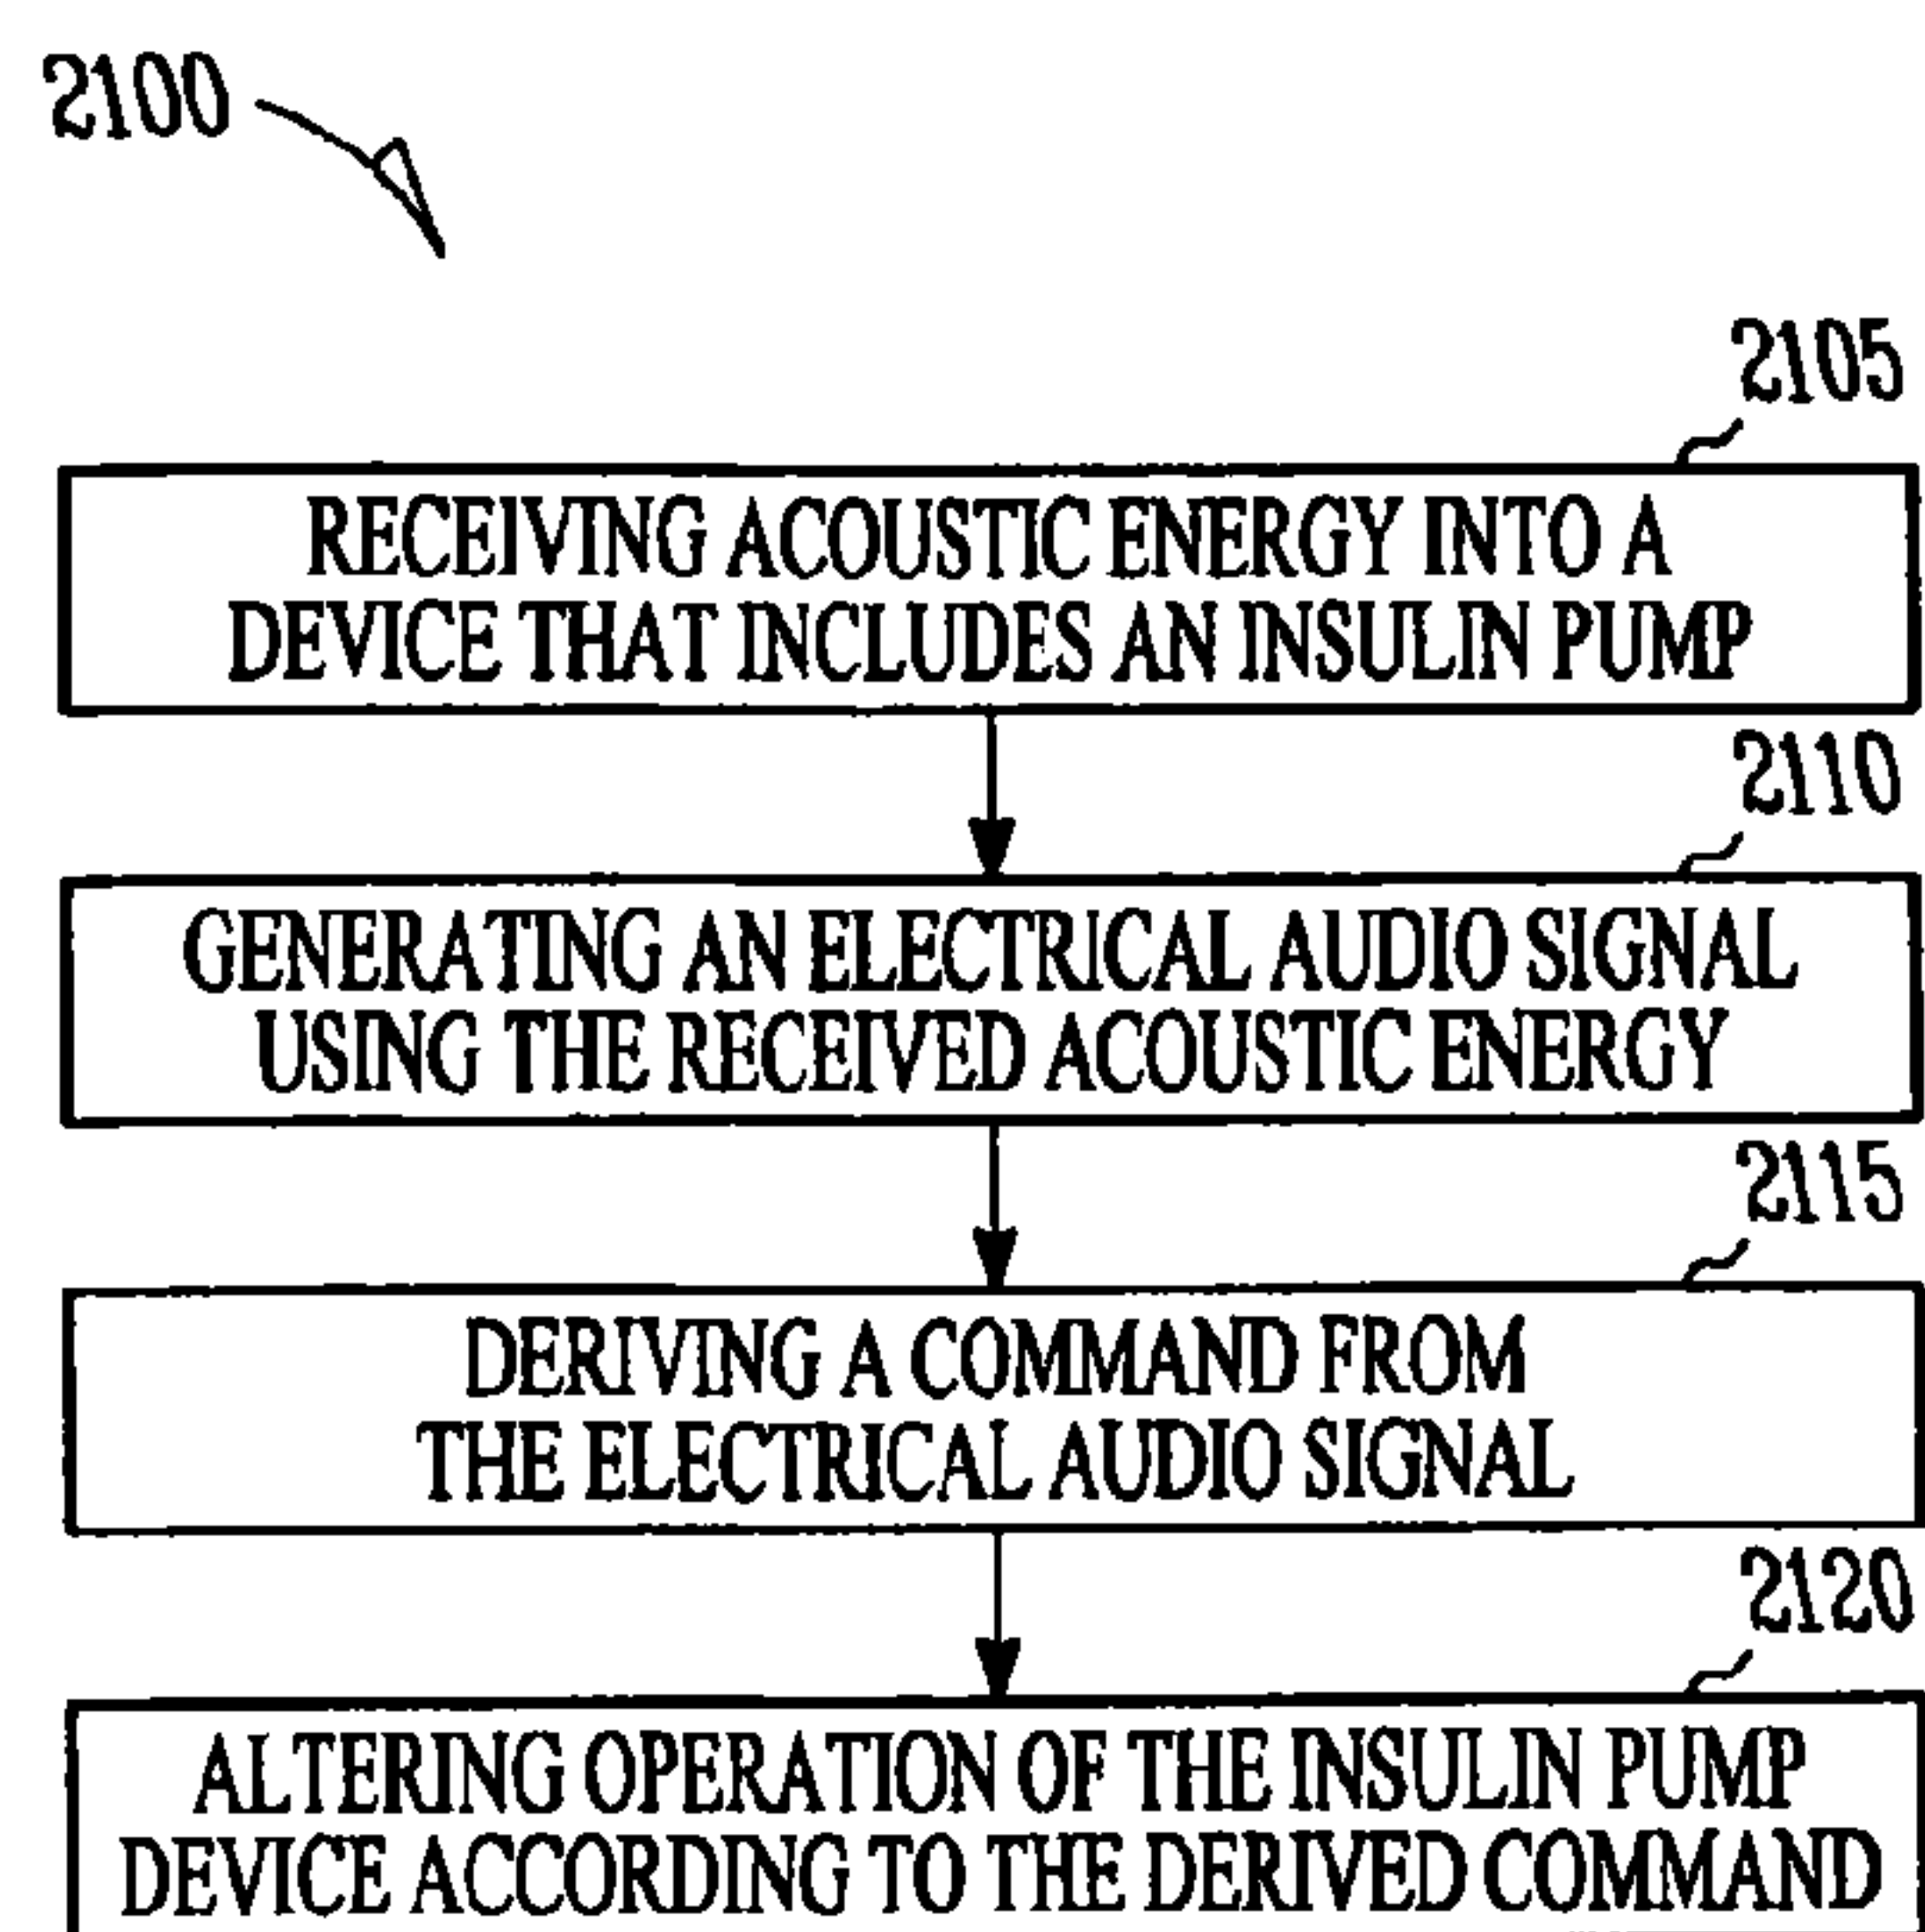 2100
2105
RECEIVING ACOUSTIC ENERGY INTO A
DEVICE THAT INCLUDES AN INSULIN PUMP
2110
GENERATING AN ELECTRICAL AUDIO SIGNAL
USING THE RECEIVED ACOUSTIC ENERGY
2115
DERIVING A COMMAND FROM
THE ELECTRICAL AUDIO SIGNAL
2120
ALTERING OPERATION OF THE INSULIN PUMP
DEVICE ACCORDING TO THE DERIVED COMMAND